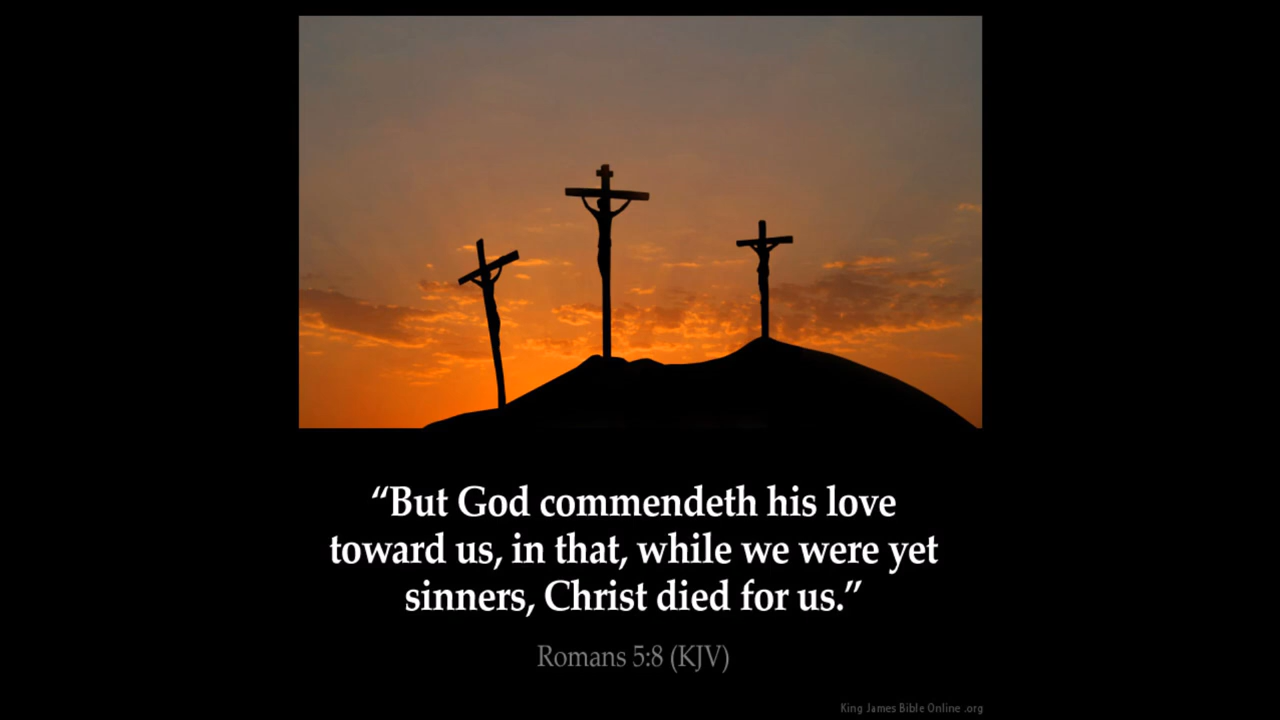 “But God commendeth his love
toward us, in that, while we were yet
sinners, Christ died for us.”
Romans 5:8 (KJV)
King James Bible Online .org